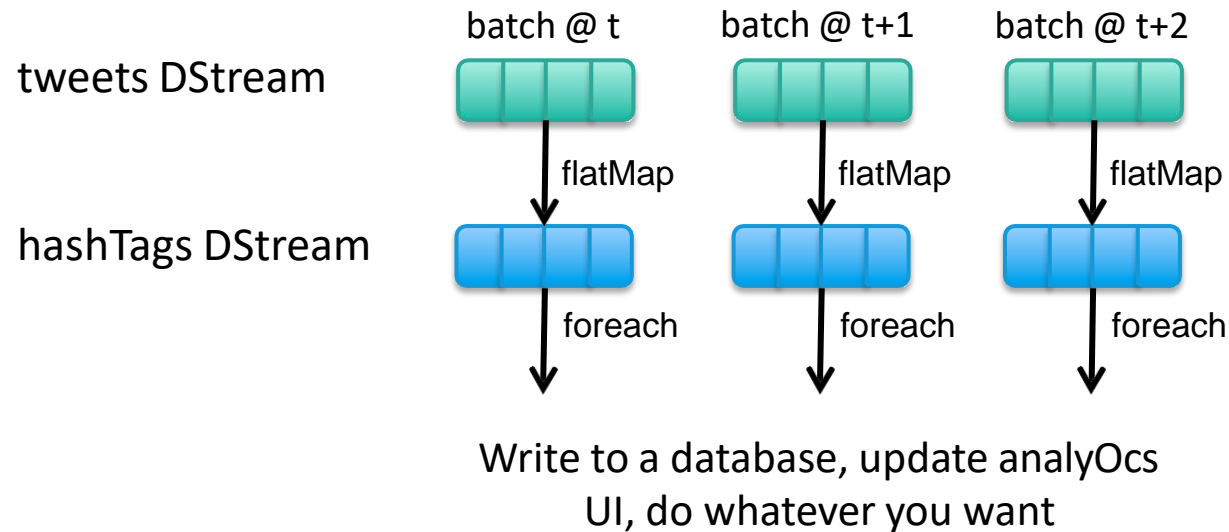 batch @ t batch @ t+1 batch @ t+2
tweets DStream
flatMap flatMap flatMap
hashTags DStream
foreach foreach foreach
Write to a database, update analyOcs
UI, do whatever you want